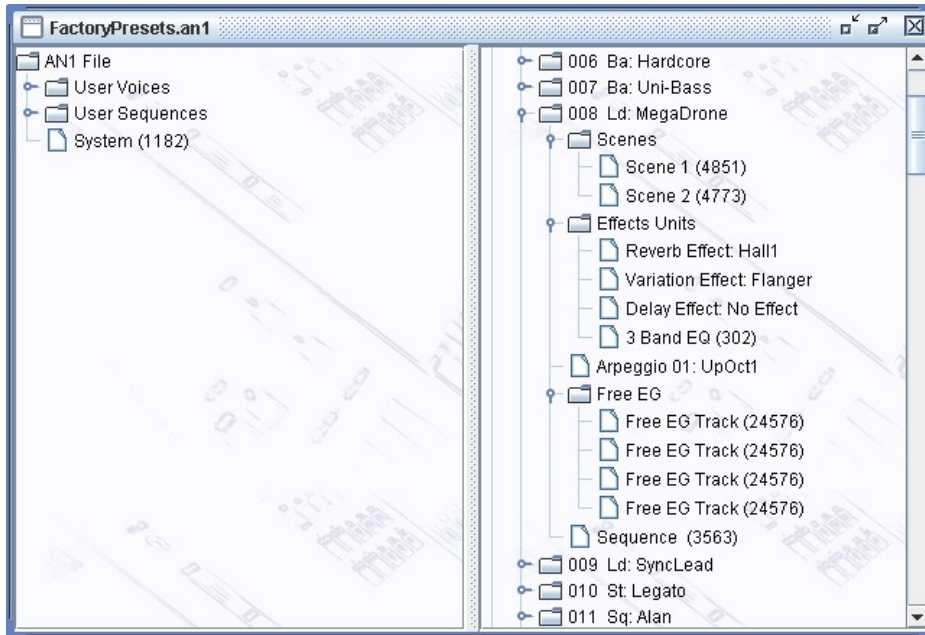 FactoryPresets.an1
AN1 File
User Voices
User Sequences
System (1182)
006 Ba: Hardcore
007 Ba: Uni-Bass
008 Ld: MegaDrone
Scenes
Scene 1 (4851)
Scene 2 (4773)
Effects Units
Reverb Effect: Hall1
Variation Effect: Flanger
Delay Effect: No Effect
3 Band EQ (302)
Arpeggio 01: UpOct1
Free EG
Free EG Track (24576)
Free EG Track (24576)
Free EG Track (24576)
Free EG Track (24576)
Sequence (3563)
009 Ld: SyncLead
010 St: Legato
011 Sq: Alan